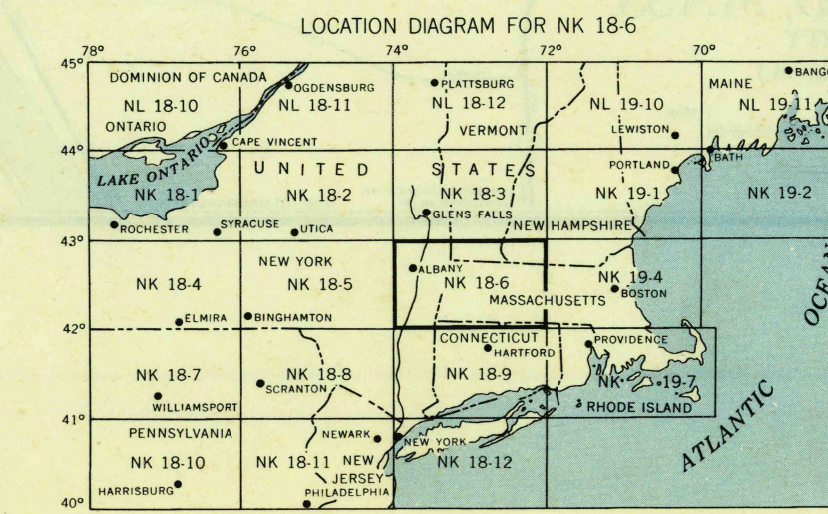 LOCATION DIAGRAM FOR NK 18-6
78° 76° 74° 72° 70°
45°
DOMINION OF CANADA
OGDENSBURG
PLATTSBURG
MAINE
NL 18-10
NL 18-11
NL 18-12
NL 19-10
NL 19-11
ONTARIO
VERMONT
LEWISTON
CAPE VINCENT
44°
BATH
LAKE ONTARIO
UNITED STATES
PORTLAND
NK 18-1
NK 18-2
NK 18-3
NK 19-1
NK 19-2
GLENS FALLS
ROCHESTER
SYRACUSE
UTICA
NEW HAMPSHIRE
43°
NEW YORK
ALBANY
NK 18-4
NK 18-5
NK 18-6
NK 19-4
MASSACHUSETTS
BOSTON
OCEAN
ELMIRA
BINGHAMTON
42°
CONNECTICUT
PROVIDENCE
HARTFORD
NK 18-7
NK 18-8
NK 18-9
NK 19-7
SCRANTON
WILLIAMSPORT
RHODE ISLAND
41°
ATLANTIC
PENNSYLVANIA
NEWARK
NEW YORK
NK 18-10
NK 18-11
NEW
JERSEY
NK 18-12
HARRISBURG
PHILADELPHIA
40°